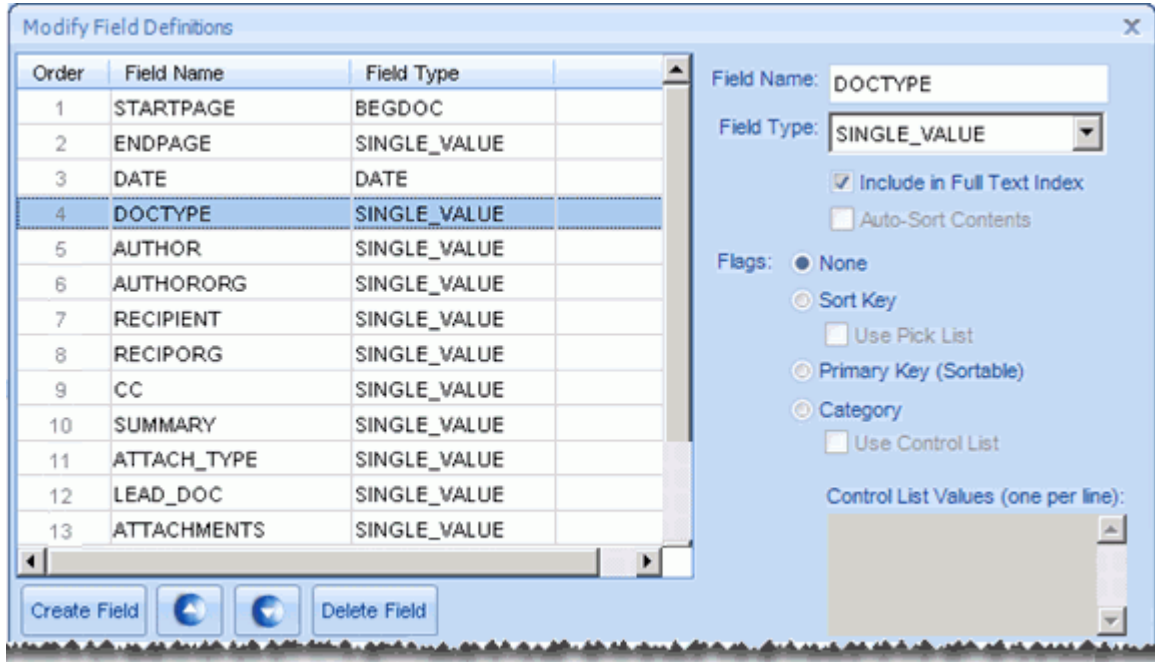 Modify Field Definitions
Order Field Name Field Type
1 STARTPAGE BEGDOC
2 ENDPAGE SINGLE_VALUE
3 DATE DATE
4 DOCTYPE SINGLE_VALUE
5 AUTHOR SINGLE_VALUE
6 AUTHORORG SINGLE_VALUE
7 RECIPIENT SINGLE_VALUE
8 RECIPORG SINGLE_VALUE
9 CC SINGLE_VALUE
10 SUMMARY SINGLE_VALUE
11 ATTACH_TYPE SINGLE_VALUE
12 LEAD_DOC SINGLE_VALUE
13 ATTACHMENTS SINGLE_VALUE
Create Field Delete Field
Field Name: DOCTYPE
Field Type: SINGLE_VALUE
Include in Full Text Index
Auto-Sort Contents
Flags: None
Sort Key
Use Pick List
Primary Key (Sortable)
Category
Use Control List
Control List Values (one per line):